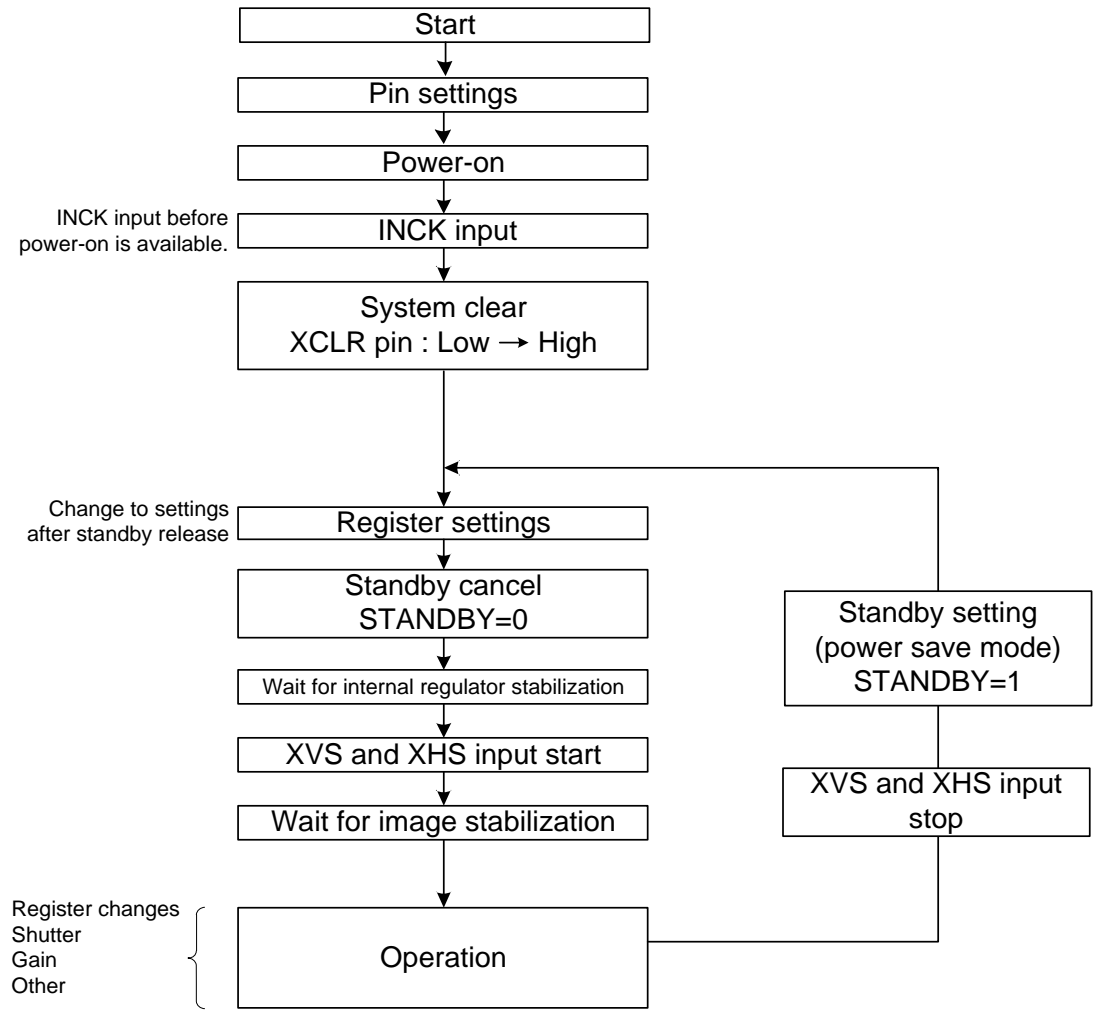 Start
Pin settings
Power-on
INCK input before
power-on is available.
INCK input
System clear
XCLR pin : Low → High
Change to settings
after standby release
Register settings
Standby cancel
STANDBY=0
Wait for internal regulator stabilization
XVS and XHS input start
Wait for image stabilization
Register changes
Shutter
Gain
Other
Operation
Standby setting
(power save mode)
STANDBY=1
XVS and XHS input
stop